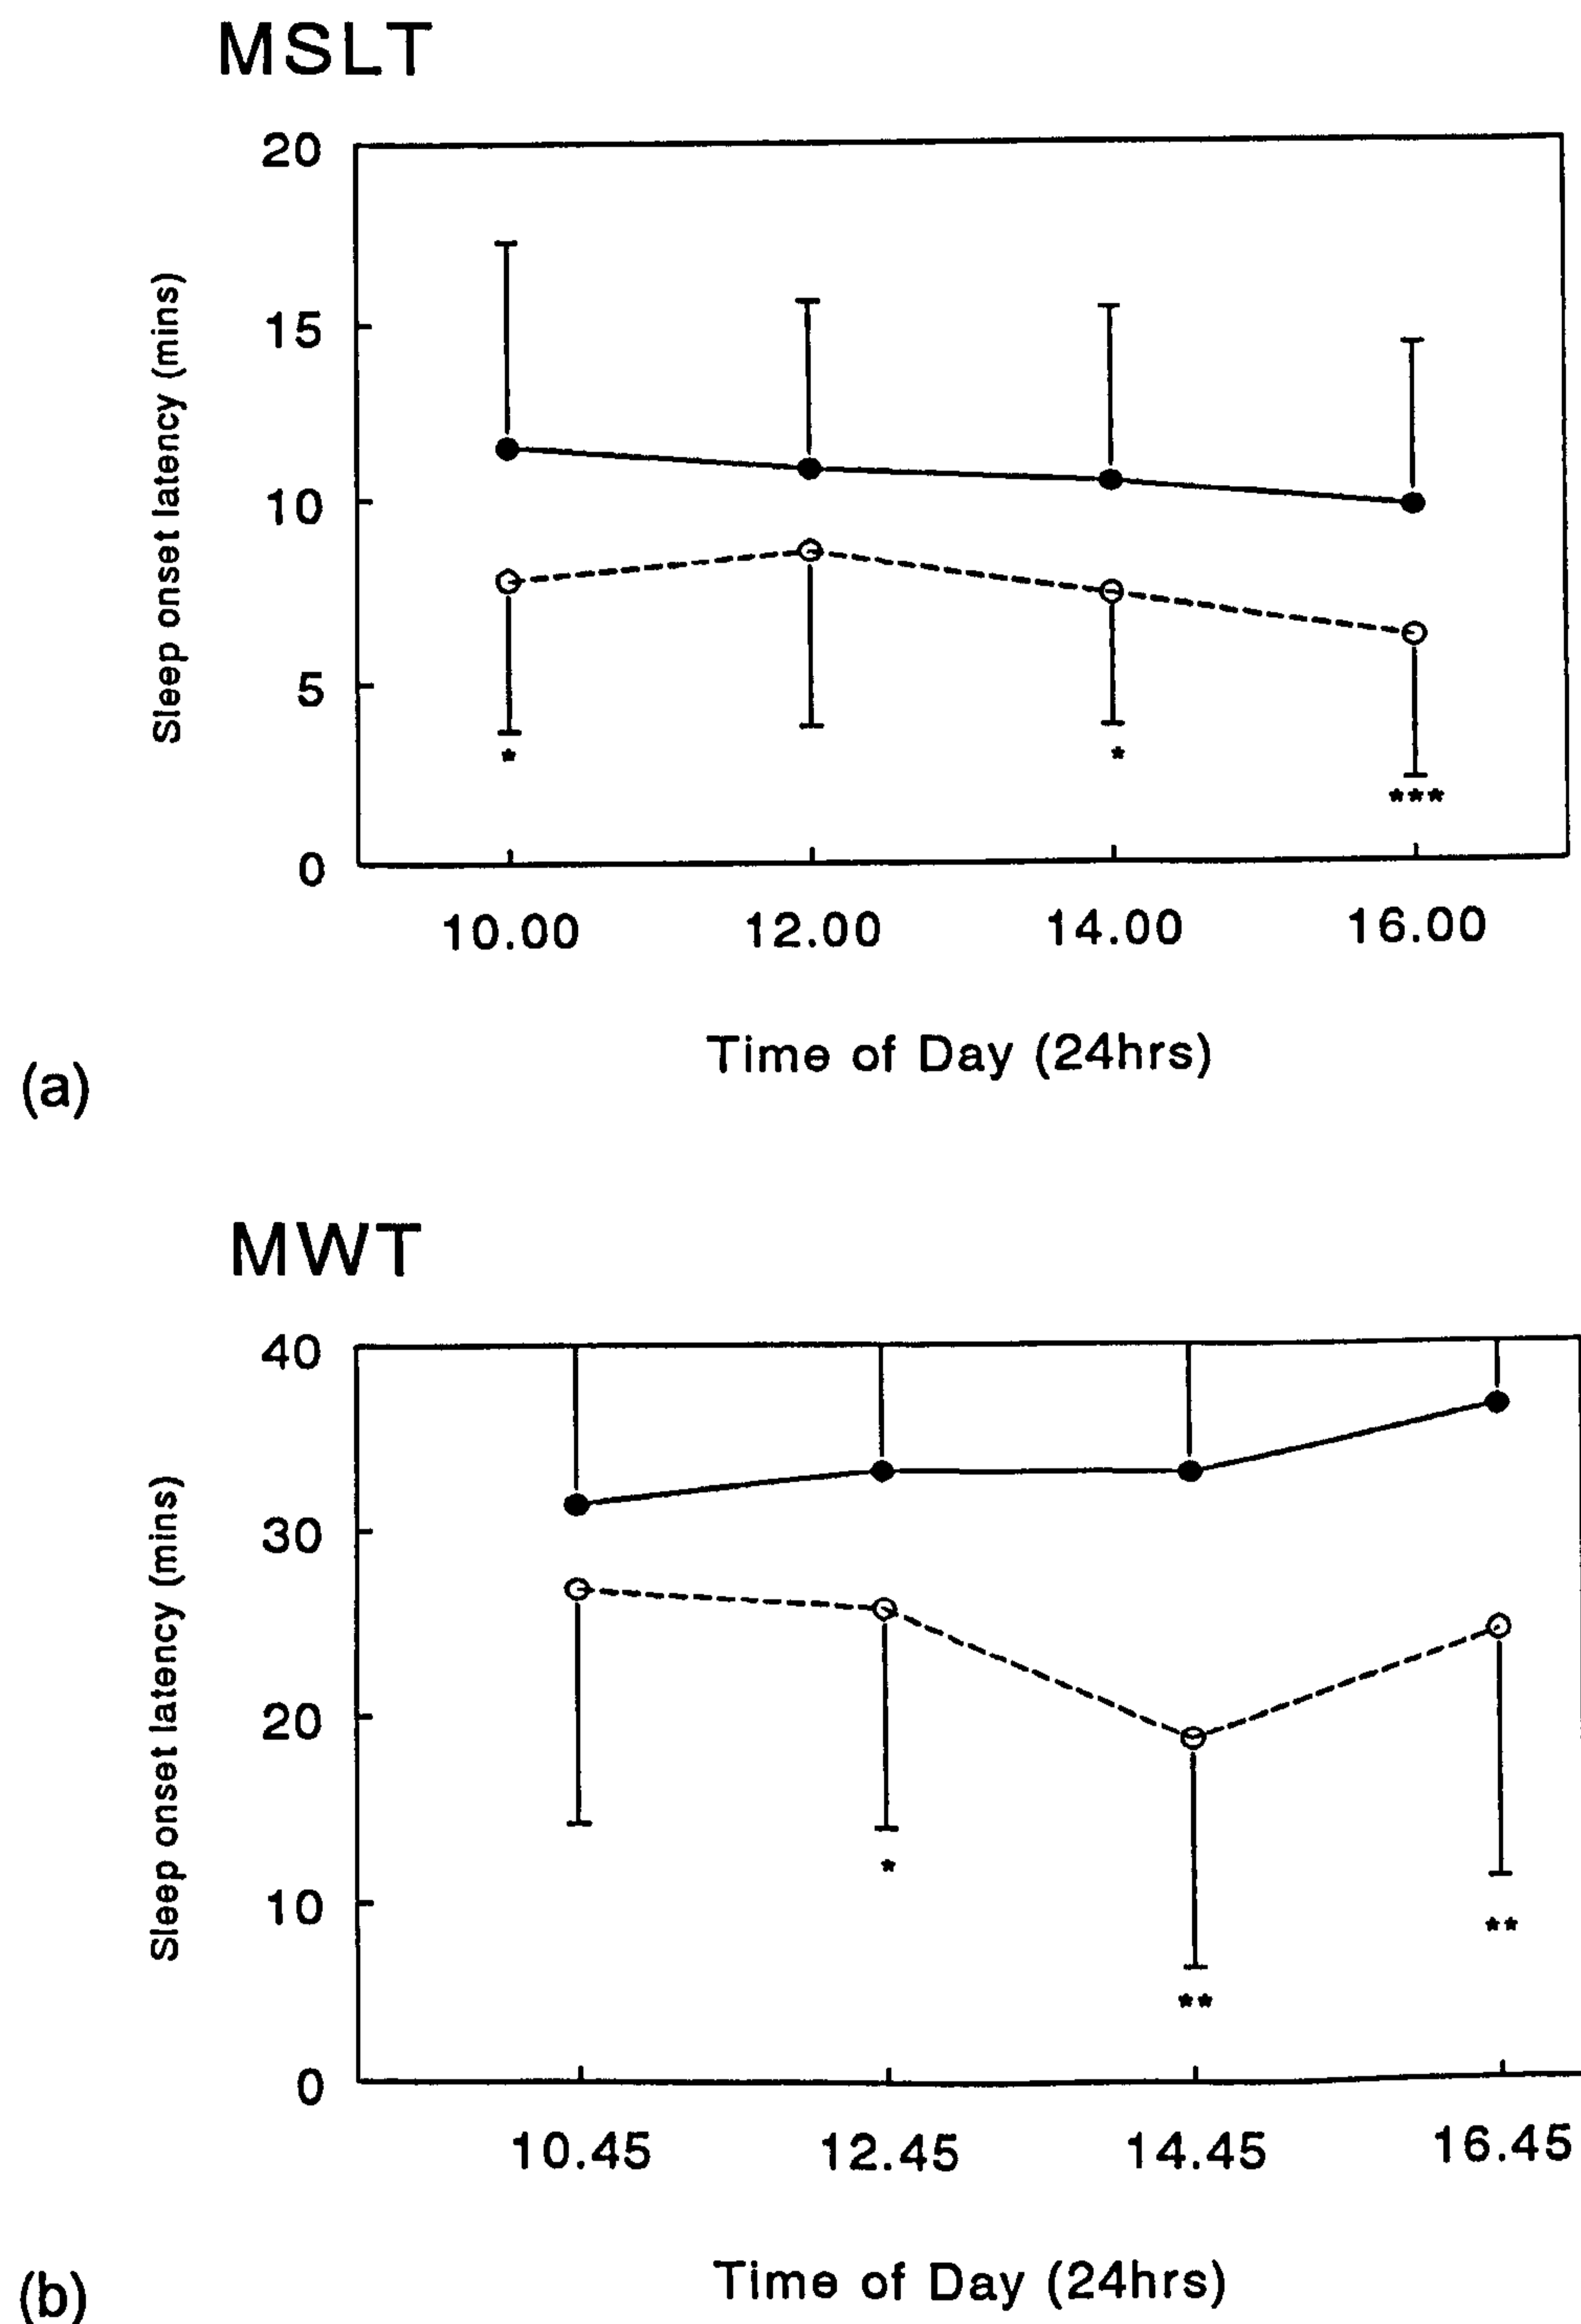 MSLT
20
15
10
5
0
Sleep onset latency (mins)
*
*
***
10.00 12.00 14.00 16.00
Time of Day (24hrs)
(a)
MWT
40
30
20
10
0
Sleep onset latency (mins)
*
**
**
10.45 12.45 14.45 16.45
Time of Day (24hrs)
(b)